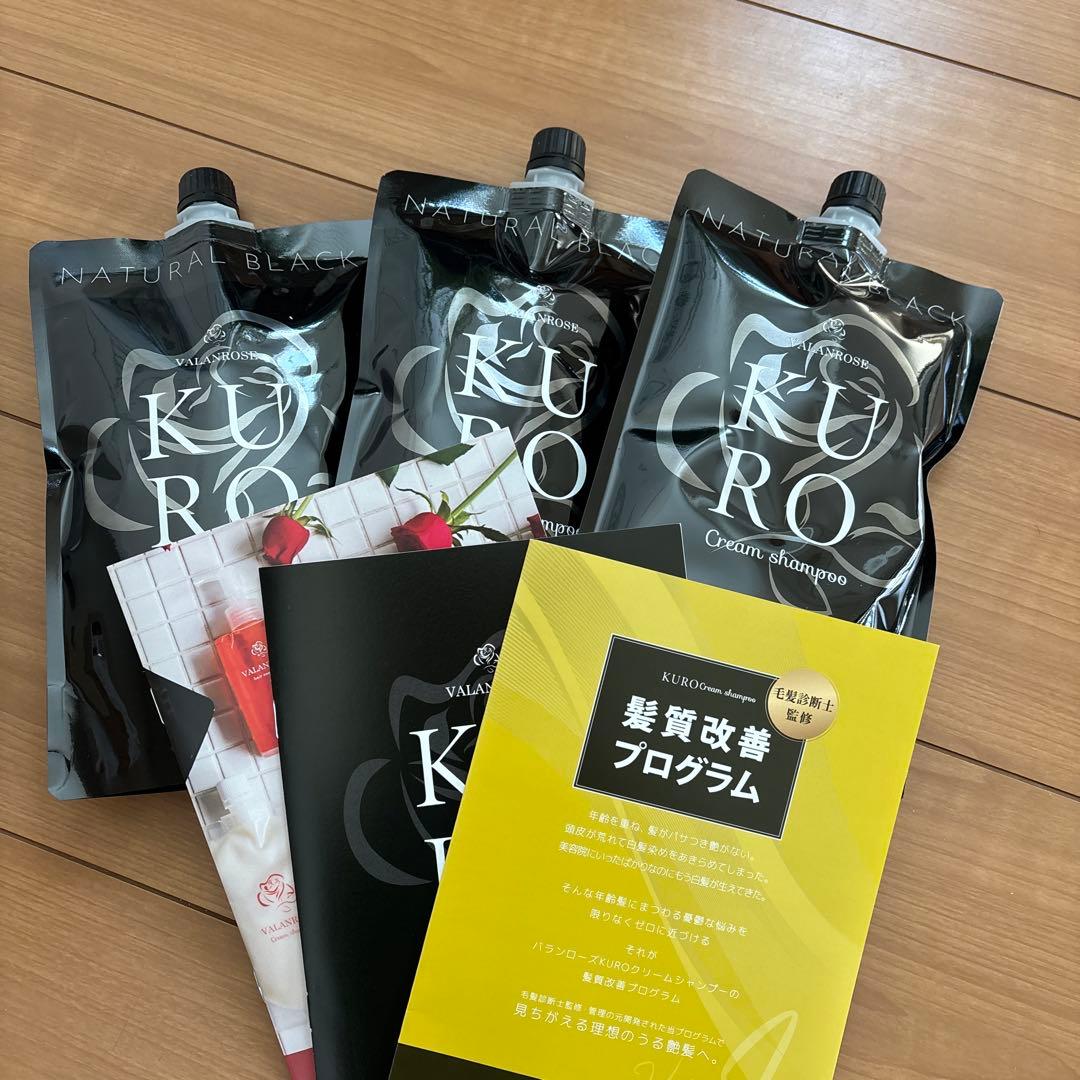 NATURAL BLACK
VALANROSE
KU
RO
NATURAL BLAC
VALANROSE
KU
RO
mpoo
NATURAL BLACK
VALANROSE
KU
RO
Cream shampoo
VALAN
VALANR
Cream sha
VALANR
K
KURO Cream shampoo
毛髪診断士
監修
髪質改善
プログラム
年齢を重ね、髪がパサつき艶がない。
頭皮が荒れて白髪染めをあきらめてしまった。
美容院にいったばかりなのにもう白髪が生えてきた。
そんな年齢髪にまつわる憂鬱な悩みを
限りなくゼロに近づける
それが
バランローズKUROクリームシャンプーの
髪質改善プログラム
毛髪診断士監修・管理の元開発された当プログラムで
見ちがえる理想のうる艶髪へ。